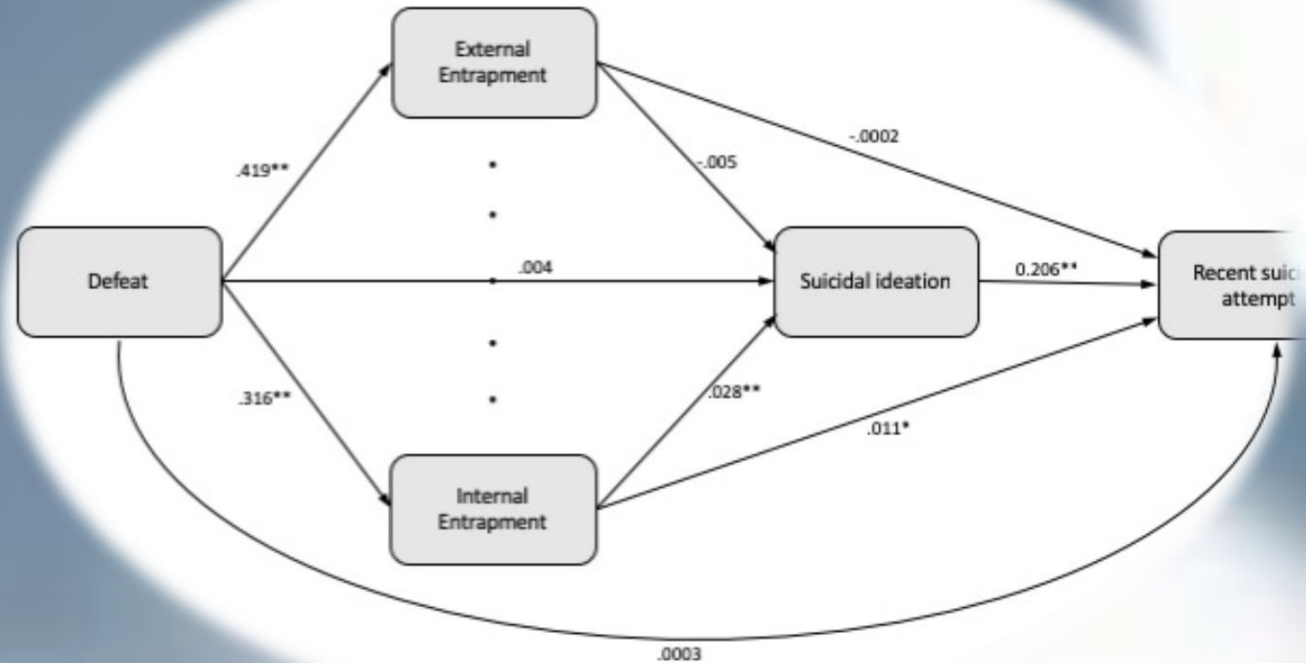 External
Entrapment
-.0002
.419**
-.005
Defeat
.004
Suicidal ideation
0.206**
Recent
attempt
.316**
.028**
.011*
Internal
Entrapment
.0003